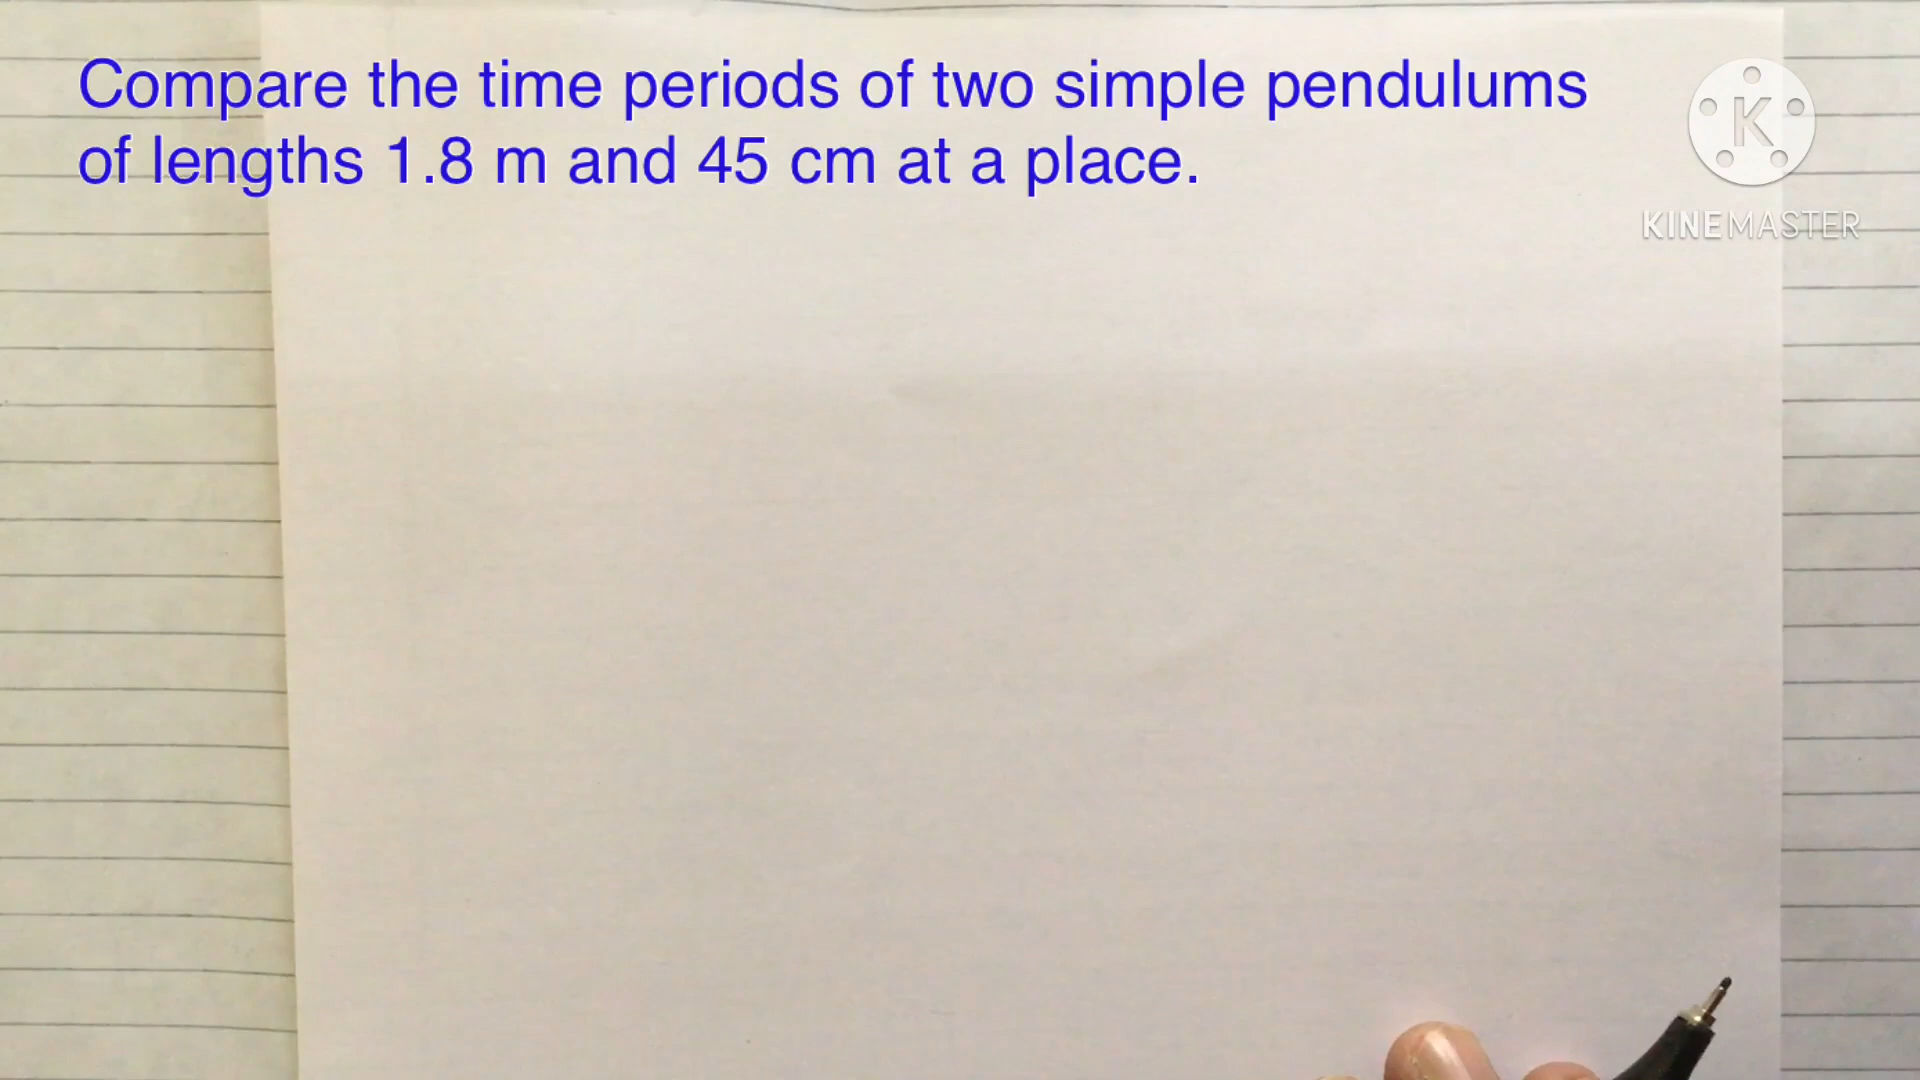 Compare the time periods of two simple pendulums
of lengths 1.8 m and 45 cm at a place.
K
KINEMASTER